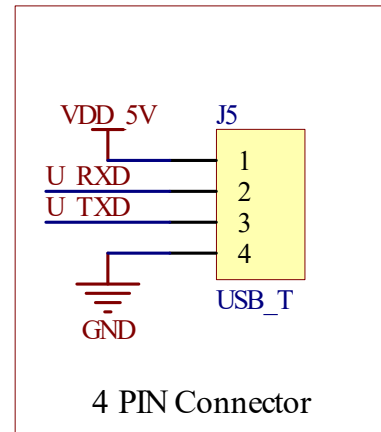 VDD_5V
J5
1
U_RXD 2
U_TXD 3
4
USB_T
GND
4 PIN Connector